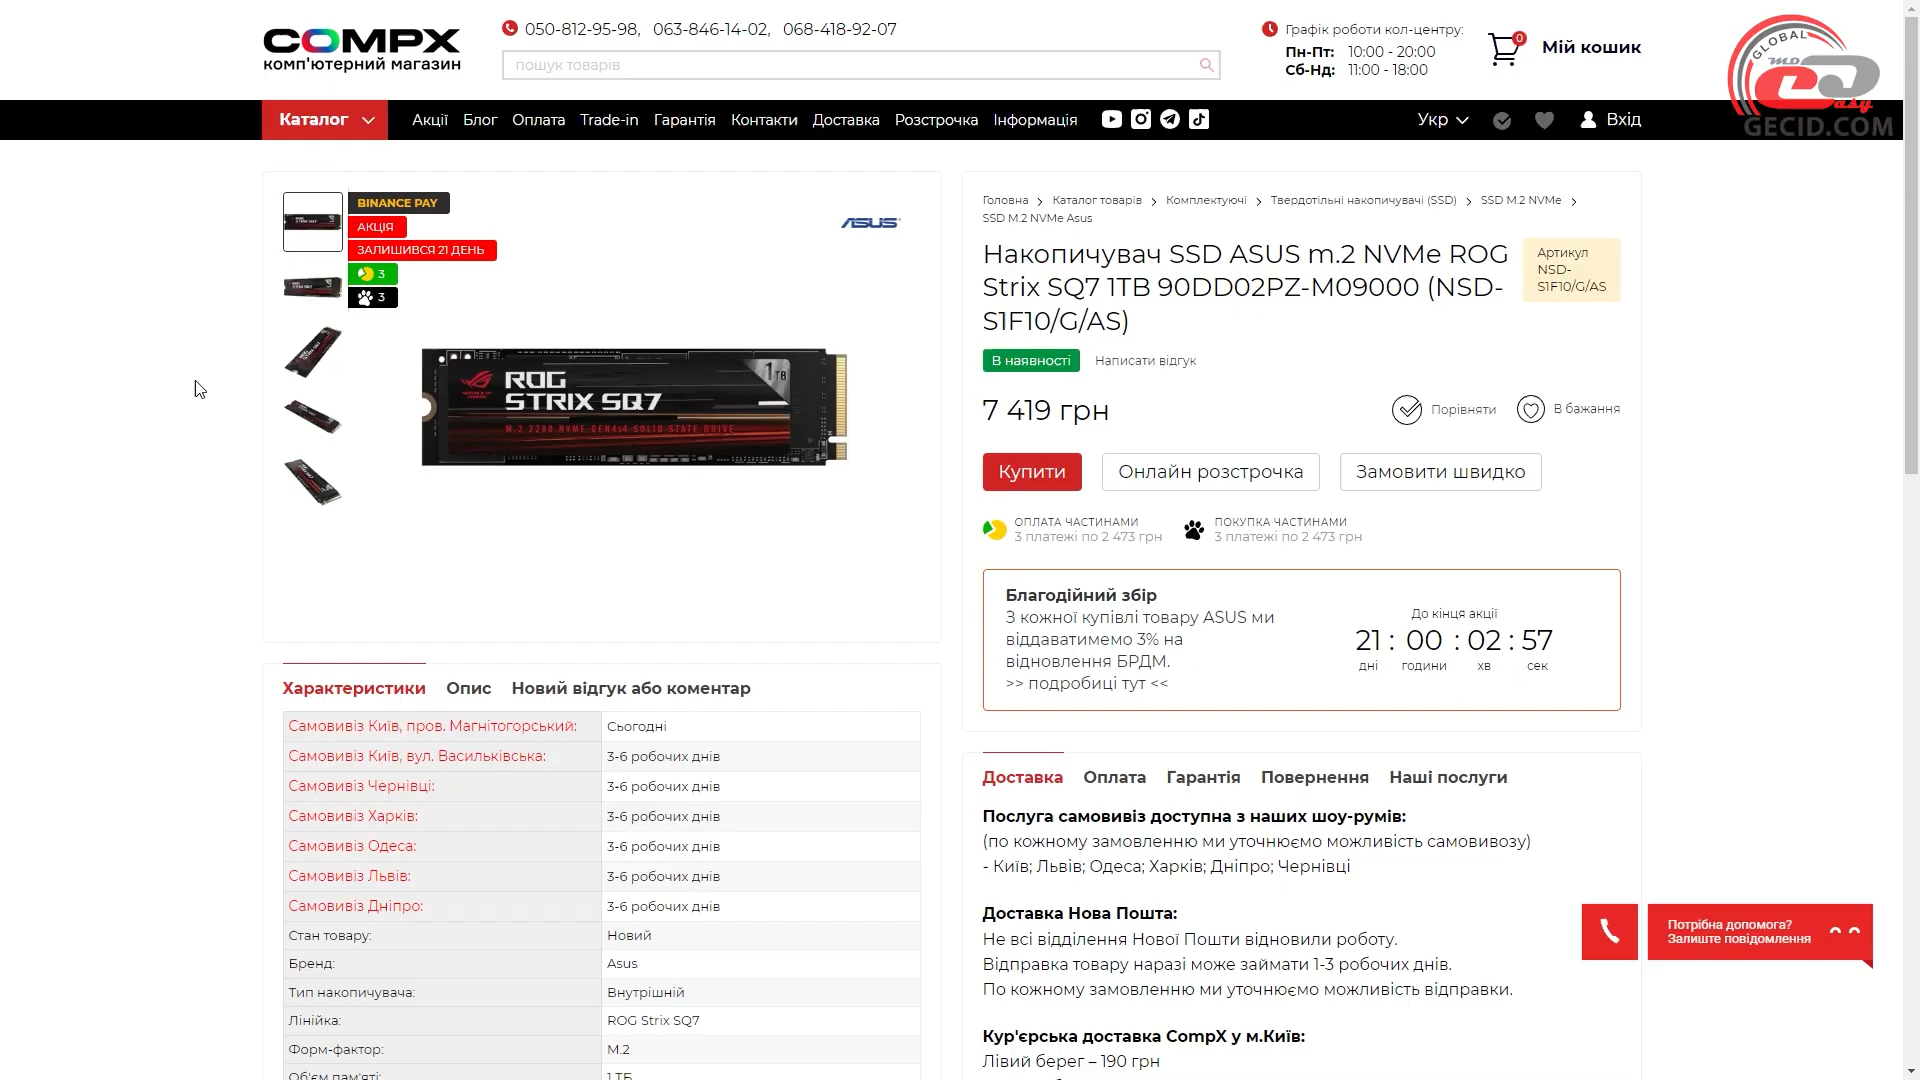 COMPX
комп'ютерний магазин
050-812-95-98, 063-846-14-02, 068-418-92-07
пошук товарів
Графік роботи кол-центру:
Пн-Пт: 10:00 - 20:00
Сб-Нд: 11:00 - 18:00
0
Мій кошик
GLOBAL
easy
GECID.COM
Каталог
Акції Блог Оплата Trade-in Гарантія Контакти Доставка Розстрочка Інформація
Укр
Вхід
BINANCE PAY
АКЦІЯ
ЗАЛИШИВСЯ 21 ДЕНЬ
3
3
ASUS
ROG
STRIX SQ7
M.2 2280 NVME GEN4x4 SOLID STATE DRIVE
1TB
Головна > Каталог товарів > Комплектуючі > Твердотільні накопичувачі (SSD) > SSD M.2 NVMe >
SSD M.2 NVMe Asus
Накопичувач SSD ASUS m.2 NVMe ROG
Strix SQ7 1TB 90DD02PZ-M09000 (NSD-
S1F10/G/AS)
Артикул
NSD-
S1F10/G/AS
В наявності
Написати відгук
7 419 грн
Порівняти
В бажання
Купити
Онлайн розстрочка
Замовити швидко
ОПЛАТА ЧАСТИНАМИ
3 платежі по 2 473 грн
ПОКУПКА ЧАСТИНАМИ
3 платежі по 2 473 грн
Благодійний збір
З кожної купівлі товару ASUS ми
віддаватимемо 3% на
відновлення БРДМ.
>> подробиці тут <<
До кінця акції
21 : 00 : 02 : 57
дні години хв сек
Характеристики Опис Новий відгук або коментар
Самовивіз Київ, пров. Магнітогорський: Сьогодні
Самовивіз Київ, вул. Васильківська: 3-6 робочих днів
Самовивіз Чернівці: 3-6 робочих днів
Самовивіз Харків: 3-6 робочих днів
Самовивіз Одеса: 3-6 робочих днів
Самовивіз Львів: 3-6 робочих днів
Самовивіз Дніпро: 3-6 робочих днів
Стан товару: Новий
Бренд: Asus
Тип накопичувача: Внутрішній
Лінійка: ROG Strix SQ7
Форм-фактор: M.2
Об'єм пам'яті: 1 ТБ
Доставка Оплата Гарантія Повернення Наші послуги
Послуга самовивіз доступна з наших шоу-румів:
(по кожному замовленню ми уточнюємо можливість самовивозу)
- Київ; Львів; Одеса; Харків; Дніпро; Чернівці
Доставка Нова Пошта:
Не всі відділення Нової Пошти відновили роботу.
Відправка товару наразі може займати 1-3 робочих днів.
По кожному замовленню ми уточнюємо можливість відправки.
Кур'єрська доставка CompX у м.Київ:
Лівий берег – 190 грн
Потрібна допомога?
Залиште повідомлення